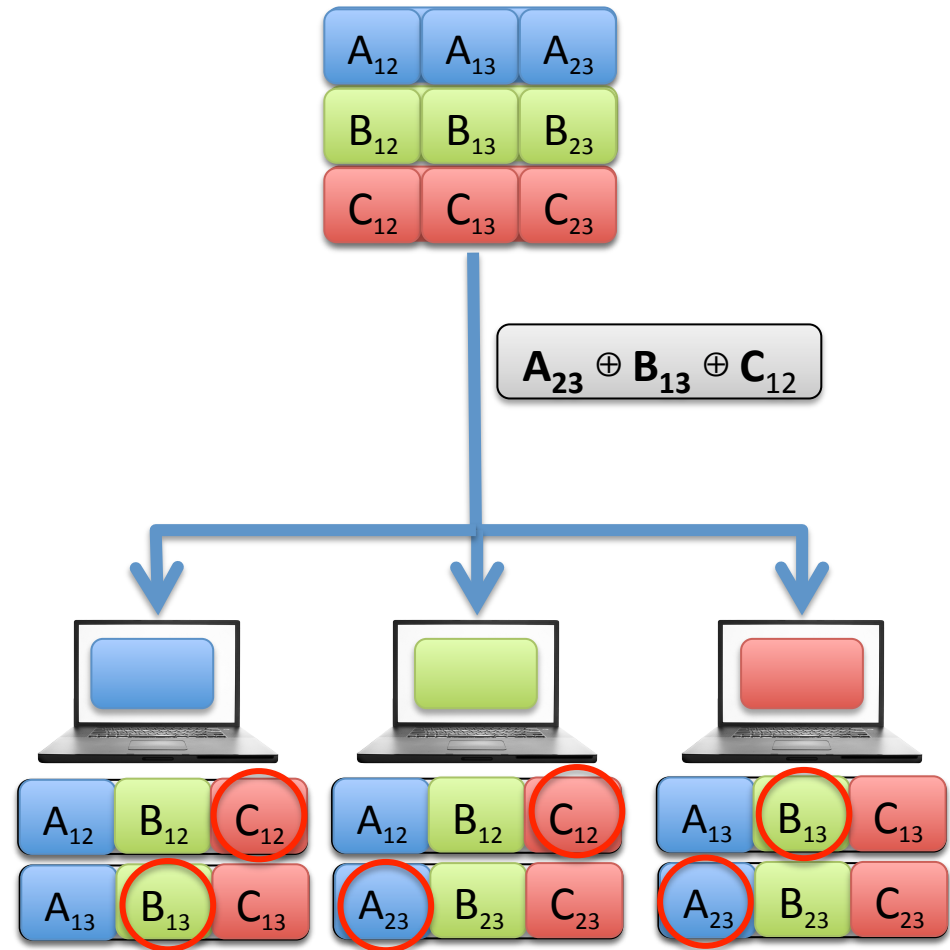 A₁₂ A₁₃ A₂₃
B₁₂ B₁₃ B₂₃
C₁₂ C₁₃ C₂₃
A₂₃ ⊕ B₁₃ ⊕ C₁₂
A₁₂ B₁₂ C₁₂
A₁₃ B₁₃ C₁₃
A₁₂ B₁₂ C₁₂
A₂₃ B₂₃ C₂₃
A₁₃ B₁₃ C₁₃
A₂₃ B₂₃ C₂₃